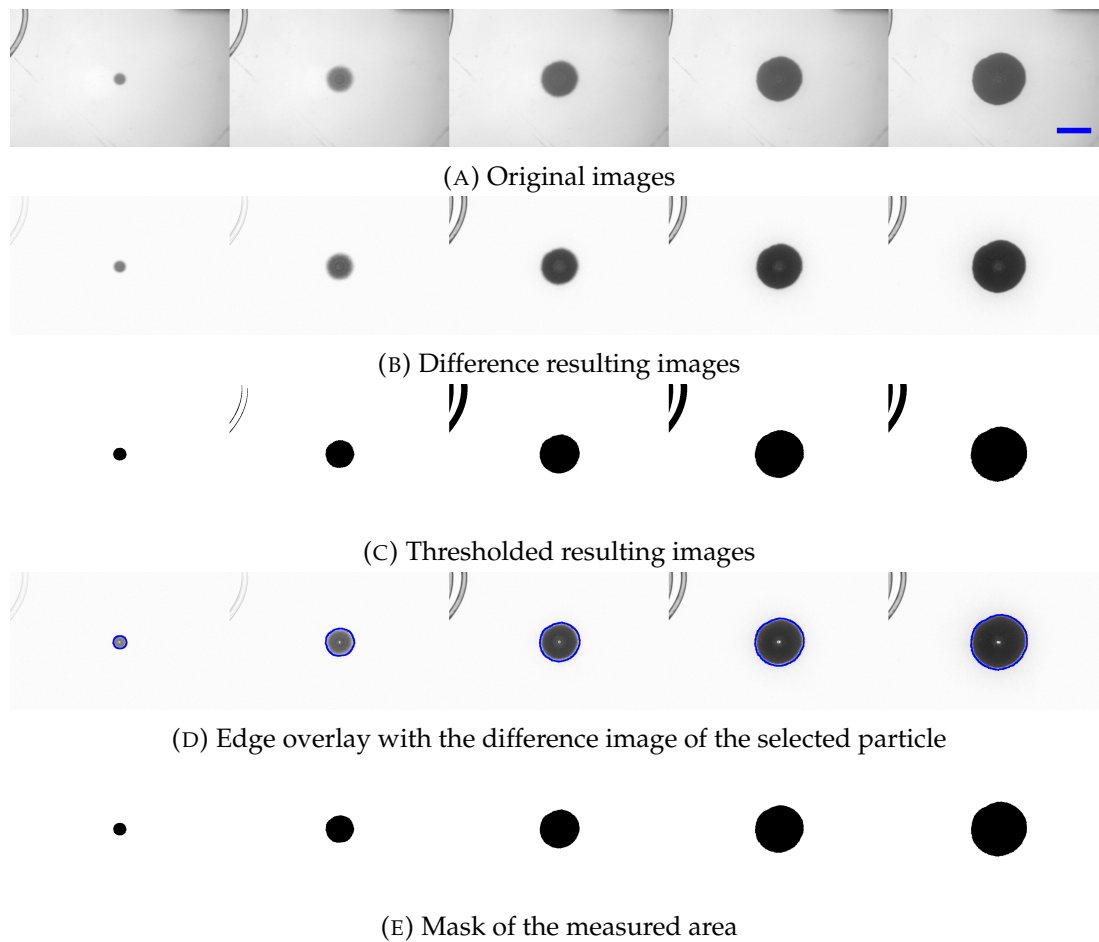 (A) Original images
(B) Difference resulting images
(C) Thresholded resulting images
(D) Edge overlay with the difference image of the selected particle
(E) Mask of the measured area